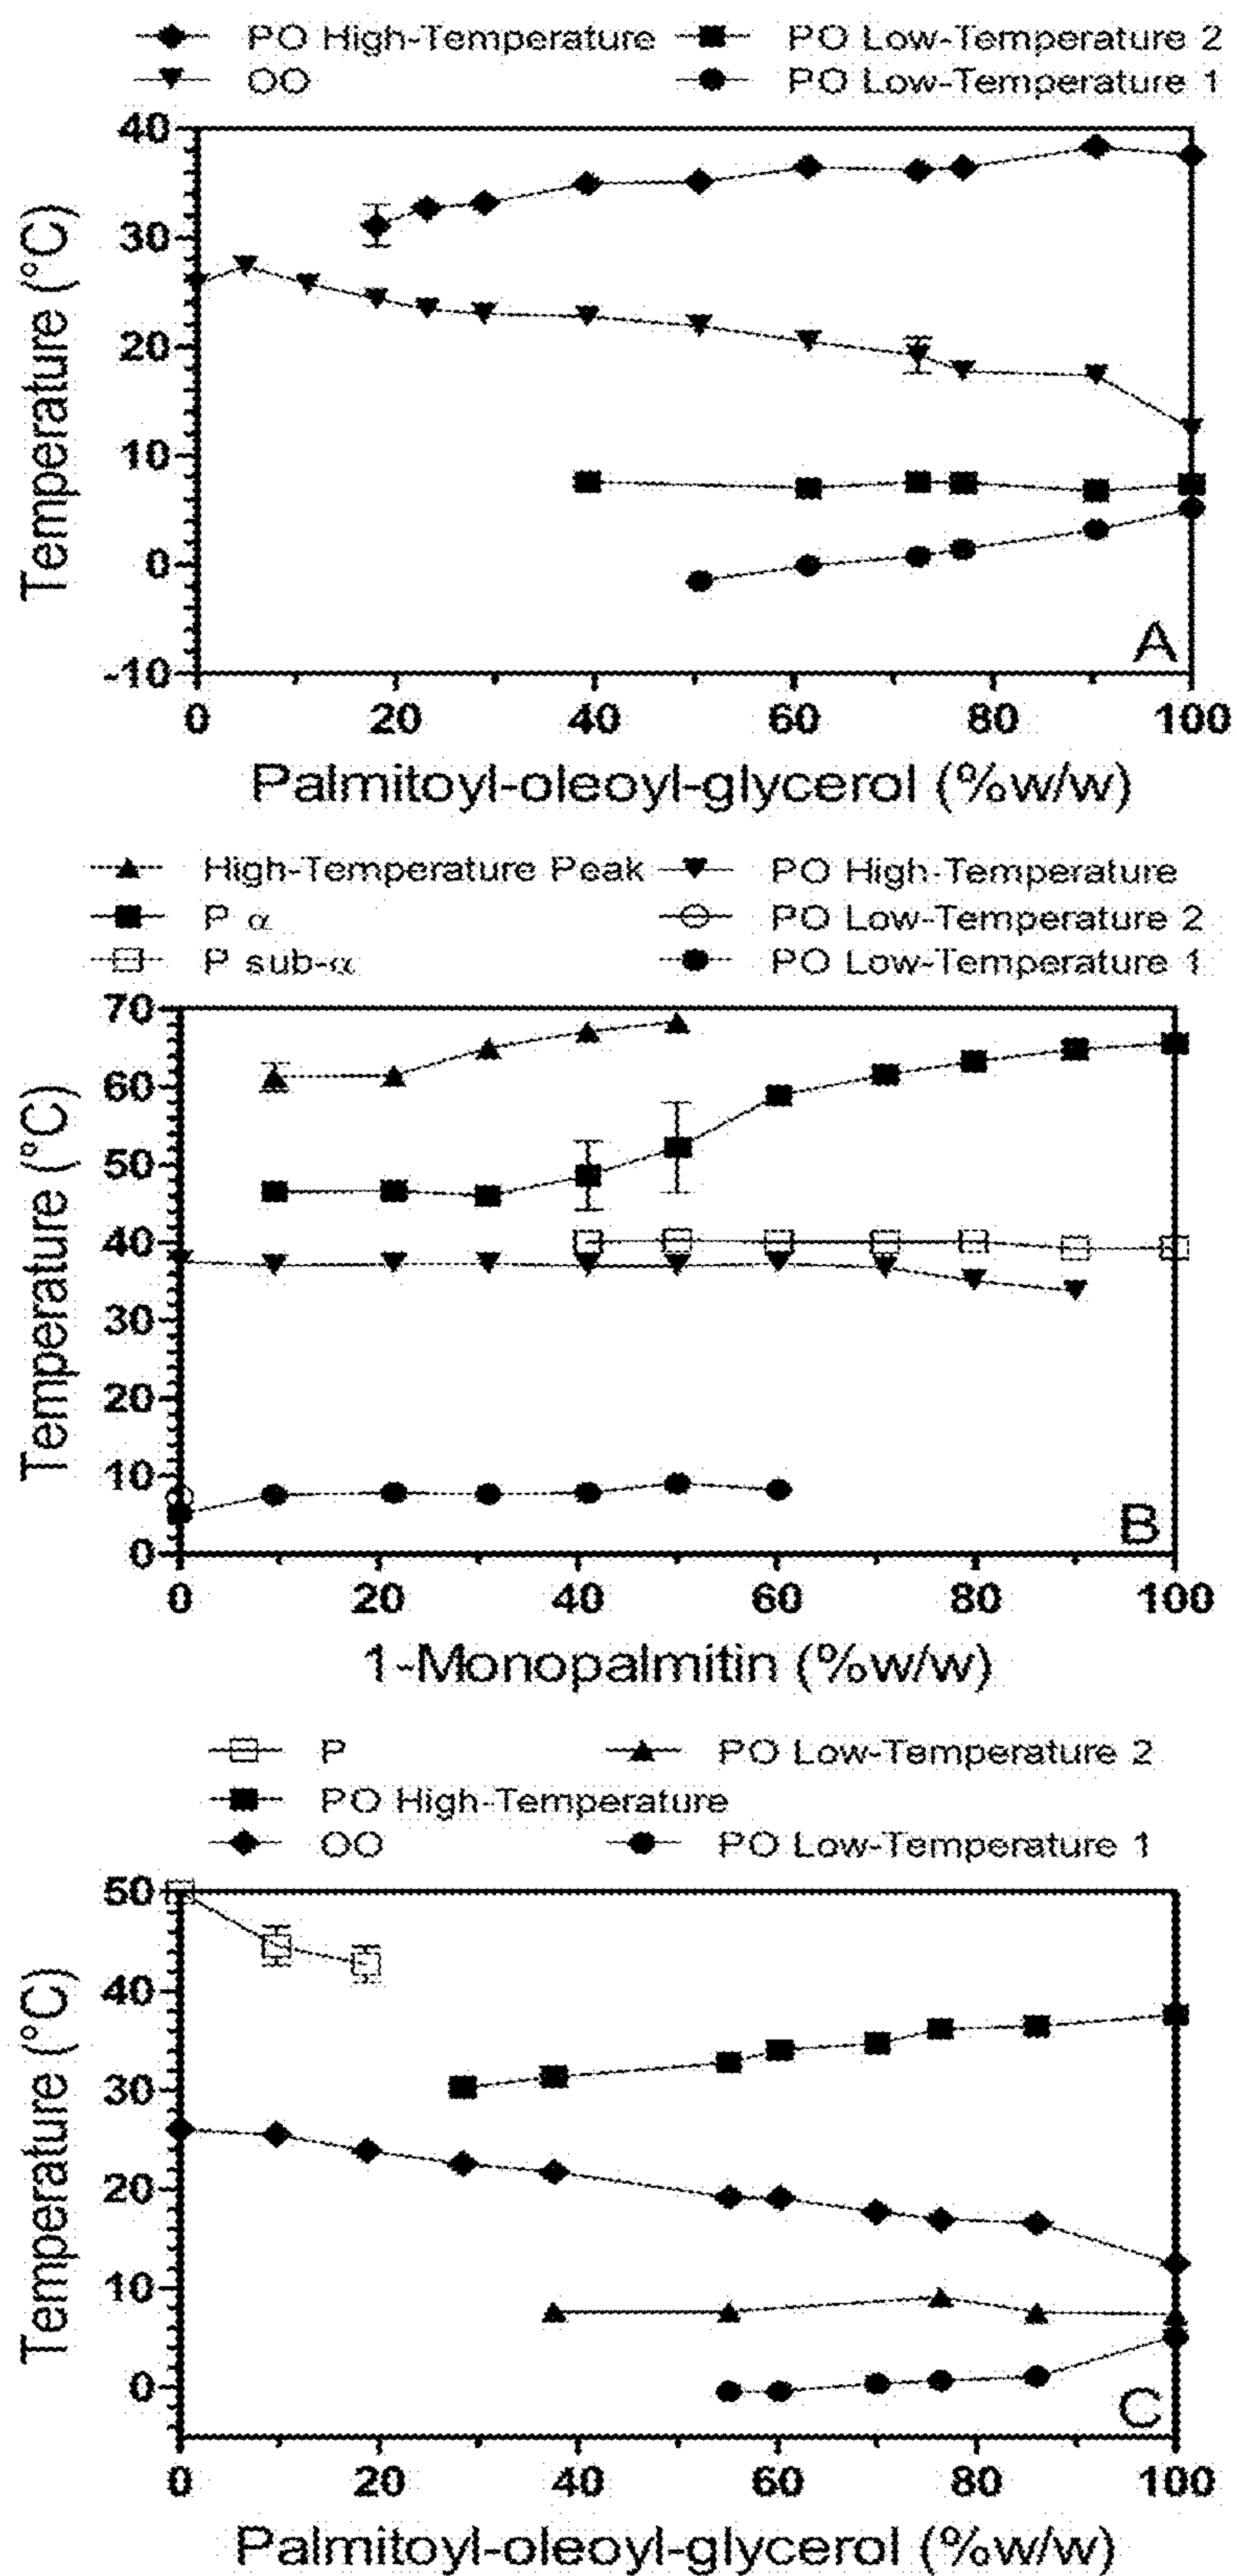 PO High-Temperature PO Low-Temperature 2
OO PO Low-Temperature 1
40
30
20
10
0
-10
Temperature (°C)
A
0 20 40 60 80 100
Palmitoyl-oleoyl-glycerol (%w/w)
High-Temperature Peak PO High-Temperature
P α PO Low-Temperature 2
P sub-α PO Low-Temperature 1
70
60
50
40
30
20
10
0
Temperature (°C)
B
0 20 40 60 80 100
1-Monopalmitin (%w/w)
P PO Low-Temperature 2
PO High-Temperature
OO PO Low-Temperature 1
50
40
30
20
10
0
Temperature (°C)
C
0 20 40 60 80 100
Palmitoyl-oleoyl-glycerol (%w/w)